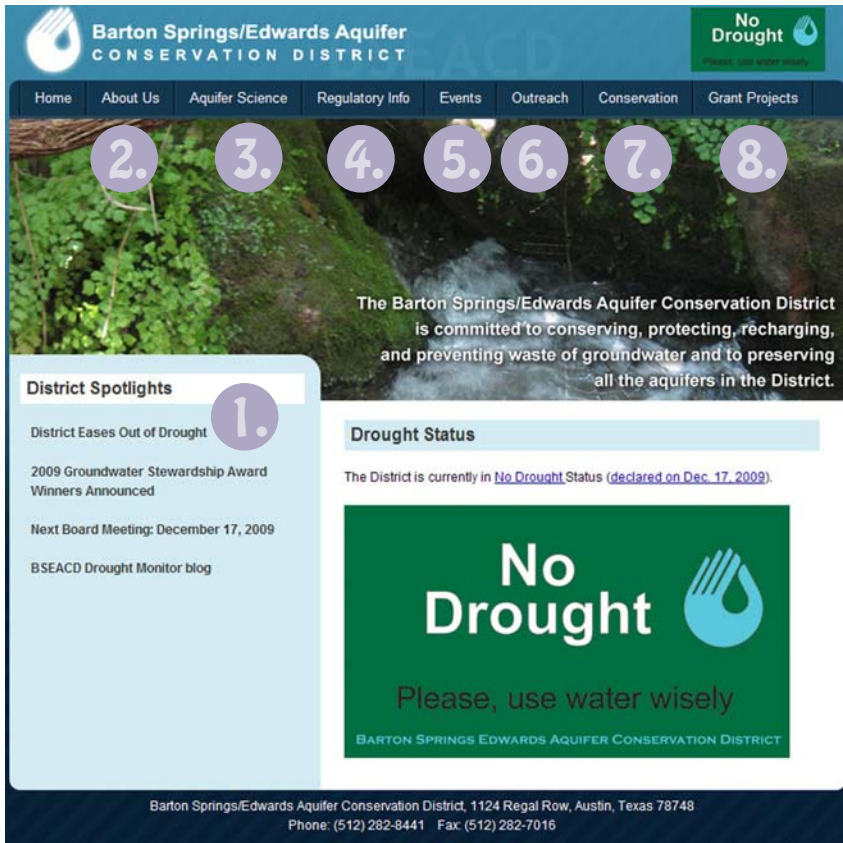 Barton Springs/Edwards Aquifer
CONSERVATION DISTRICT
BSEACD
No
Drought
Please, use water wisely
Home About Us Aquifer Science Regulatory Info Events Outreach Conservation Grant Projects
2. 3. 4. 5. 6. 7. 8.
The Barton Springs/Edwards Aquifer Conservation District
is committed to conserving, protecting, recharging,
and preventing waste of groundwater and to preserving
all the aquifers in the District.
District Spotlights
1.
District Eases Out of Drought
2009 Groundwater Stewardship Award
Winners Announced
Next Board Meeting: December 17, 2009
BSEACD Drought Monitor blog
Drought Status
The District is currently in No Drought Status (declared on Dec. 17, 2009).
No
Drought
Please, use water wisely
BARTON SPRINGS EDWARDS AQUIFER CONSERVATION DISTRICT
Barton Springs/Edwards Aquifer Conservation District, 1124 Regal Row, Austin, Texas 78748
Phone: (512) 282-8441 Fax: (512) 282-7016